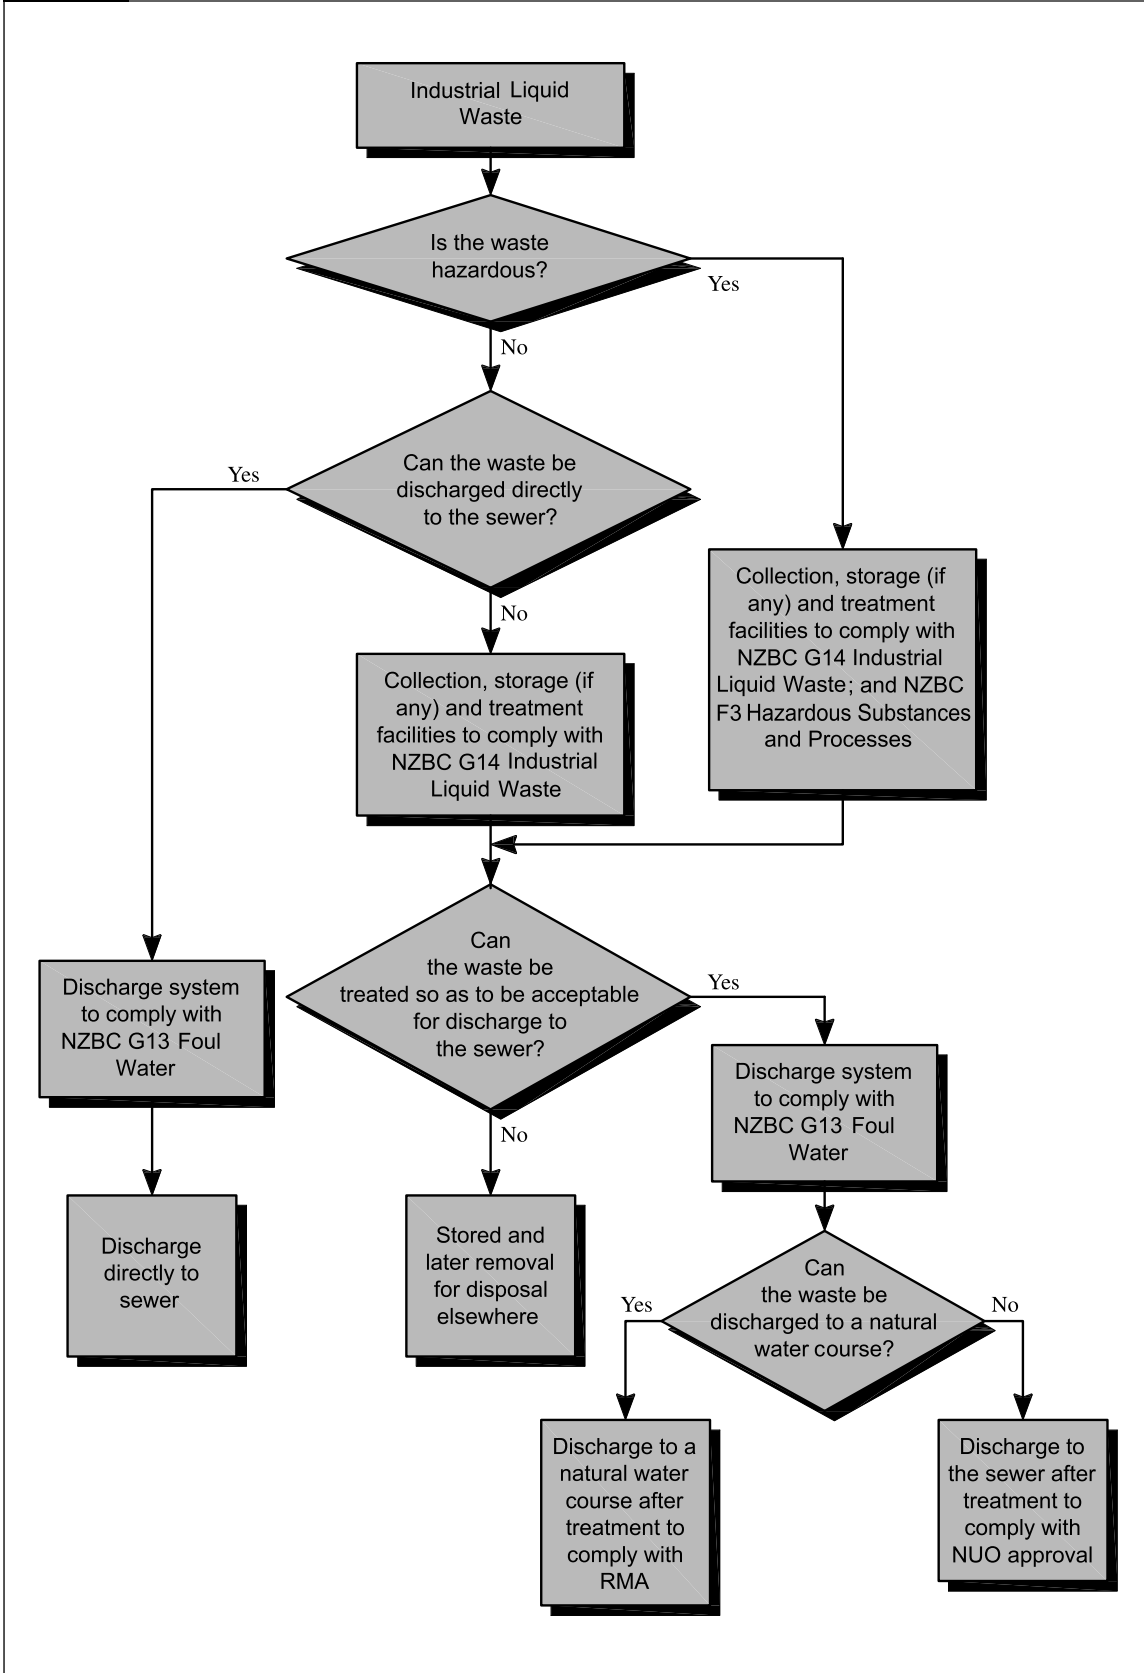 Industrial Liquid
Waste
Is the waste
hazardous?
Yes
No
Can the waste be
discharged directly
to the sewer?
Yes
No
Collection, storage (if
any) and treatment
facilities to comply with
NZBC G14 Industrial
Liquid Waste; and NZBC
F3 Hazardous Substances
and Processes
Collection, storage (if
any) and treatment
facilities to comply with
NZBC G14 Industrial
Liquid Waste
Can
the waste be
treated so as to be acceptable
for discharge to
the sewer?
Yes
No
Discharge system
to comply with
NZBC G13 Foul
Water
Discharge system
to comply with
NZBC G13 Foul
Water
Discharge
directly to
sewer
Stored and
later removal
for disposal
elsewhere
Can
the waste be
discharged to a natural
water course?
Yes
No
Discharge to a
natural water
course after
treatment to
comply with
RMA
Discharge to
the sewer after
treatment to
comply with
NUO approval